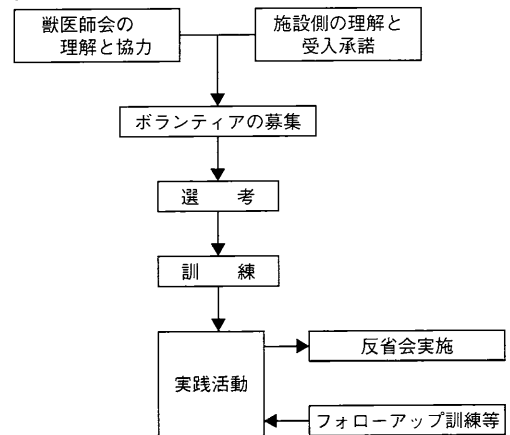 獣医師会の
理解と協力
施設側の理解と
受入承諾
ボランティアの募集
選 考
訓 練
実践活動
反省会実施
フォローアップ訓練等